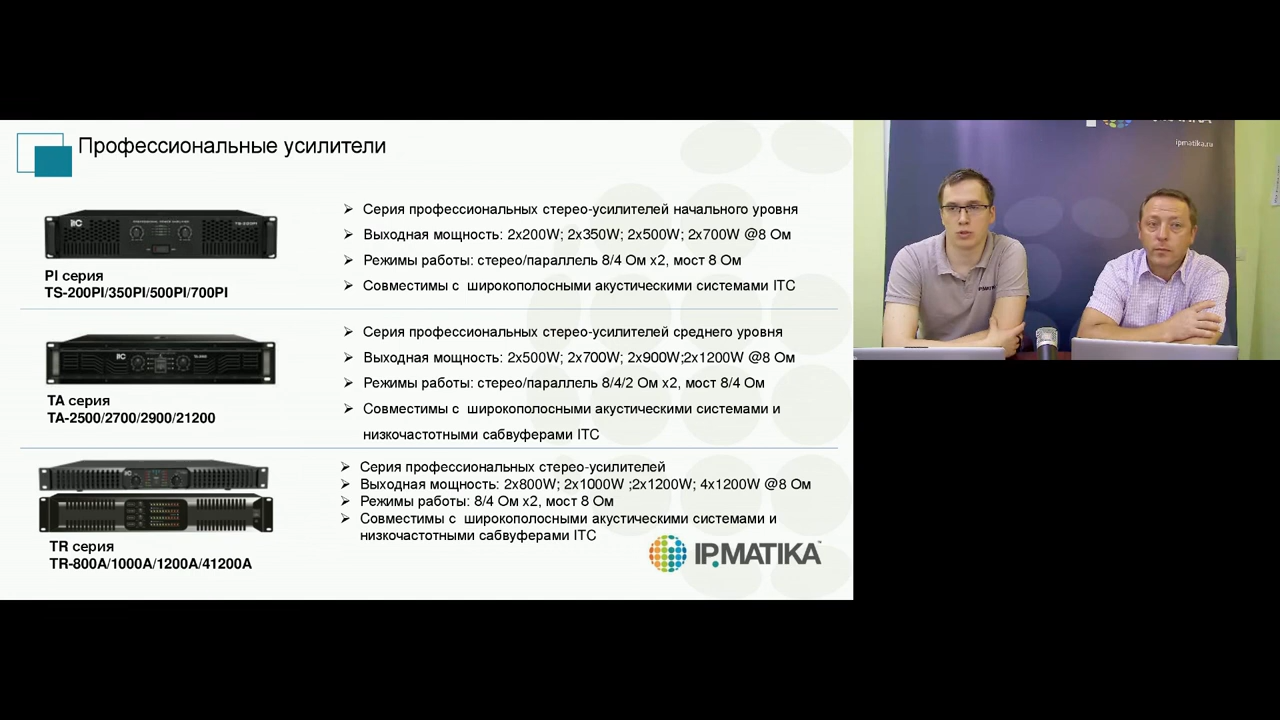 Профессиональные усилители
ITC
PI серия
TS-200PI/350PI/500PI/700PI
Серия профессиональных стерео-усилителей начального уровня
Выходная мощность: 2x200W; 2x350W; 2x500W; 2x700W @8 Ом
Режимы работы: стерео/параллель 8/4 Ом x2, мост 8 Ом
Совместимы с широкополосными акустическими системами ITC
ITC
TA серия
TA-2500/2700/2900/21200
Серия профессиональных стерео-усилителей среднего уровня
Выходная мощность: 2x500W; 2x700W; 2x900W;2x1200W @8 Ом
Режимы работы: стерео/параллель 8/4/2 Ом x2, мост 8/4 Ом
Совместимы с широкополосными акустическими системами и
низкочастотными сабвуферами ITC
TR серия
TR-800A/1000A/1200A/41200A
Серия профессиональных стерео-усилителей
Выходная мощность: 2x800W; 2x1000W ;2x1200W; 4x1200W @8 Ом
Режимы работы: 8/4 Ом x2, мост 8 Ом
Совместимы с широкополосными акустическими системами и
низкочастотными сабвуферами ITC
IP.MATIKA™
ipmatika.ru